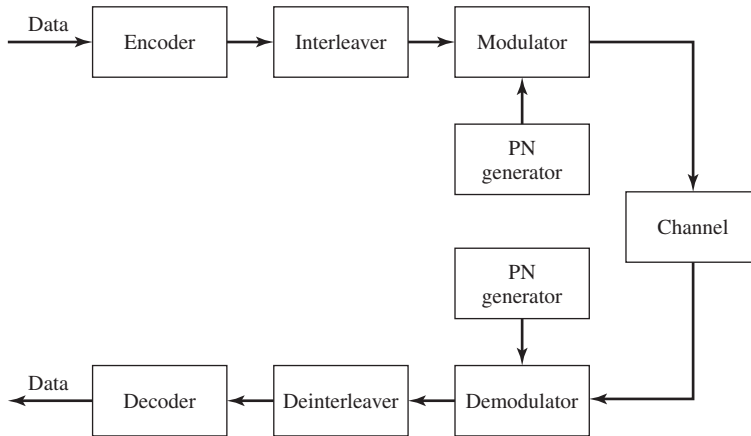 Data
Encoder
Interleaver
Modulator
PN
generator
Channel
PN
generator
Data
Decoder
Deinterleaver
Demodulator